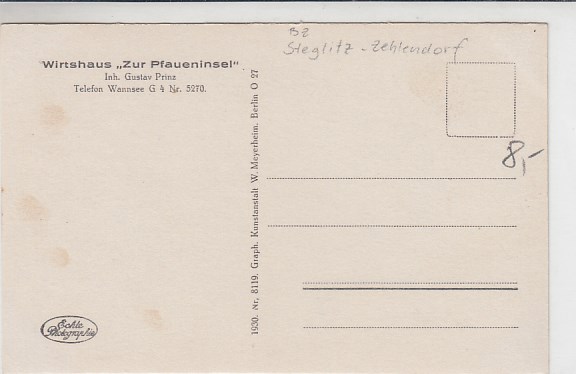 BZ
Steglitz - Zehlendorf
Wirtshaus „Zur Pfaueninsel"
Inh. Gustav Prinz
Telefon Wannsee G 4 Nr. 5270.
8,-
1930. Nr. 8119. Graph. Kunstanstalt W. Meyerheim, Berlin O 27
Echte
Photographie